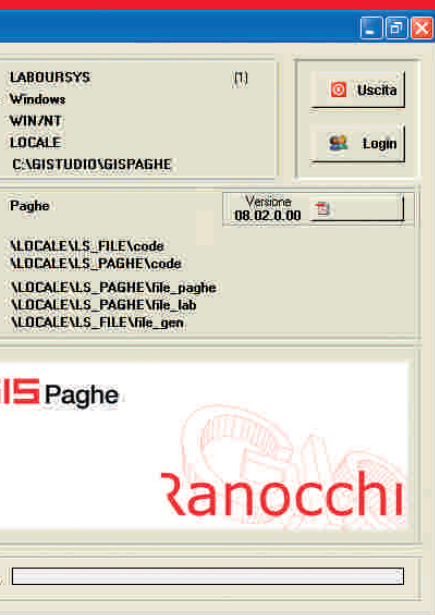 LABOURSYS (1)
Uscita
Windows
WIN/NT
LOCALE
Login
C:\GISTUDIO\GISPAGHE
Paghe
Versione
08.02.0.00
\LOCALE\LS_FILE\code
\LOCALE\LS_PAGHE\code
\LOCALE\LS_PAGHE\file_paghe
\LOCALE\LS_PAGHE\file_lab
\LOCALE\LS_FILE\file_gen
IS Paghe
Ranocchi